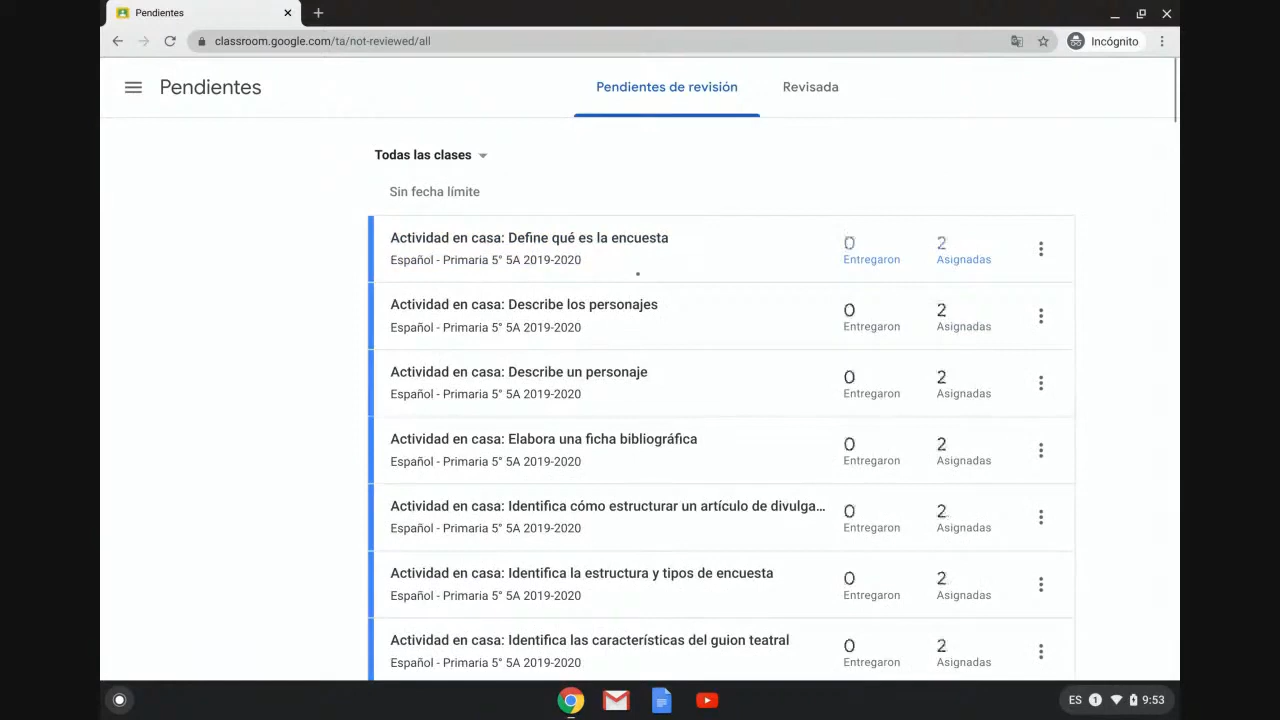 Pendientes
classroom.google.com/ta/not-reviewed/all
Incógnito
Pendientes
Pendientes de revisión
Revisada
Todas las clases
Sin fecha límite
Actividad en casa: Define qué es la encuesta
Español - Primaria 5° 5A 2019-2020
0
Entregaron
2
Asignadas
Actividad en casa: Describe los personajes
Español - Primaria 5° 5A 2019-2020
0
Entregaron
2
Asignadas
Actividad en casa: Describe un personaje
Español - Primaria 5° 5A 2019-2020
0
Entregaron
2
Asignadas
Actividad en casa: Elabora una ficha bibliográfica
Español - Primaria 5° 5A 2019-2020
0
Entregaron
2
Asignadas
Actividad en casa: Identifica cómo estructurar un artículo de divulga...
Español - Primaria 5° 5A 2019-2020
0
Entregaron
2
Asignadas
Actividad en casa: Identifica la estructura y tipos de encuesta
Español - Primaria 5° 5A 2019-2020
0
Entregaron
2
Asignadas
Actividad en casa: Identifica las características del guion teatral
Español - Primaria 5° 5A 2019-2020
0
Entregaron
2
Asignadas
ES 1 9:53